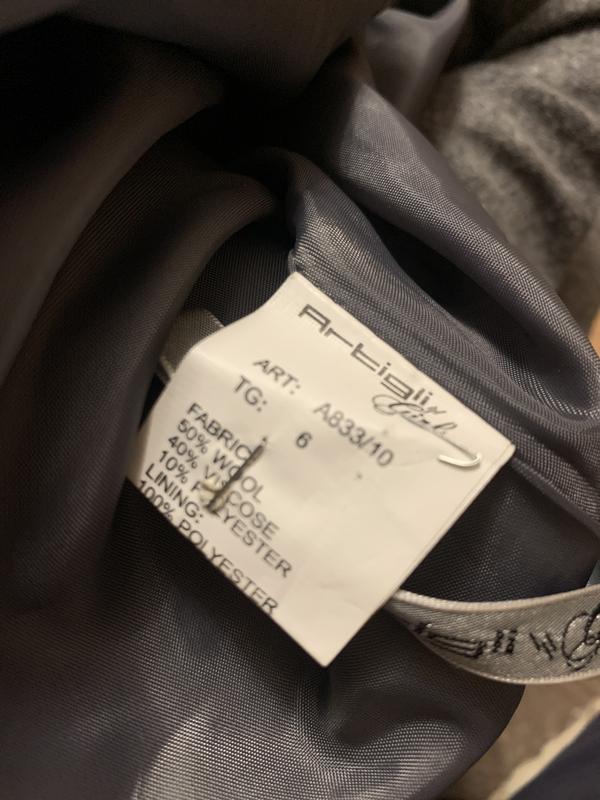 Artigli
Girl
ART: A833/10
TG: 6
FABRIC:
50% WOOL
40% VISCOSE
10% POLYESTER
LINING:
100% POLYESTER